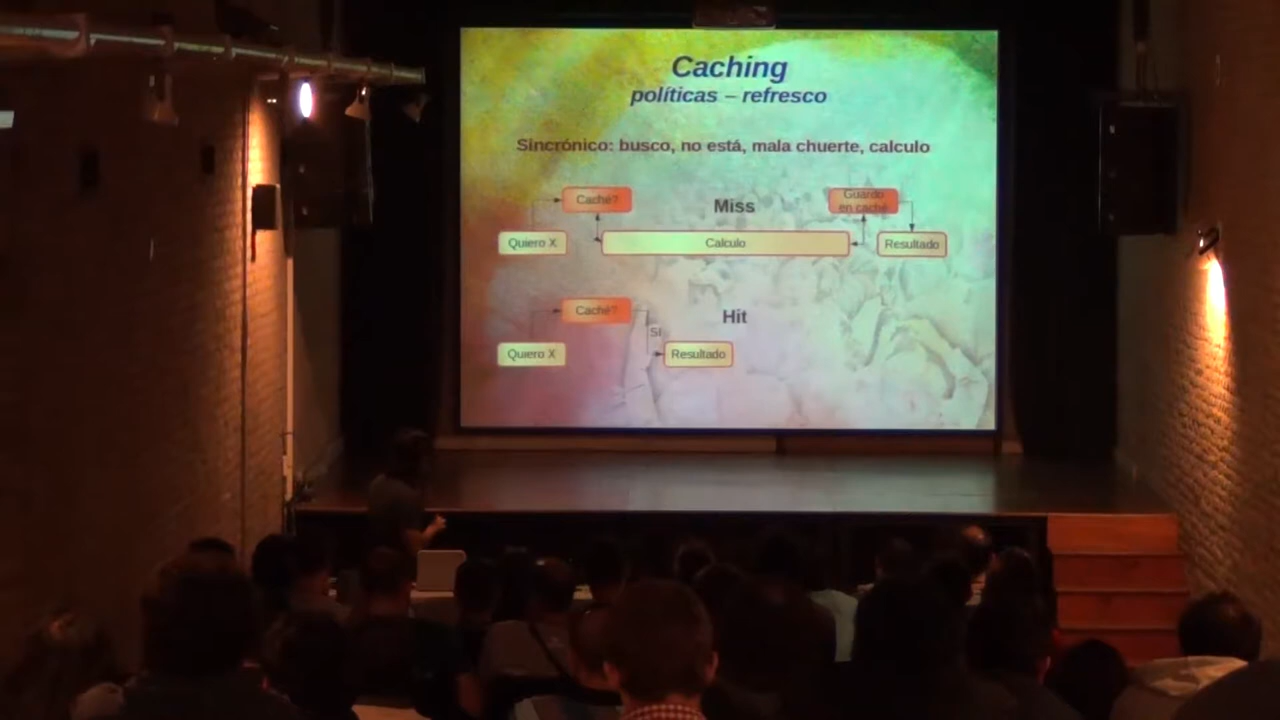 Caching
políticas – refresco
Sincrónico: busco, no está, mala chuerte, calculo
Caché?
Miss
Guardo
en caché
Quiero X
Calculo
Resultado
Caché?
Hit
SI
Quiero X
Resultado